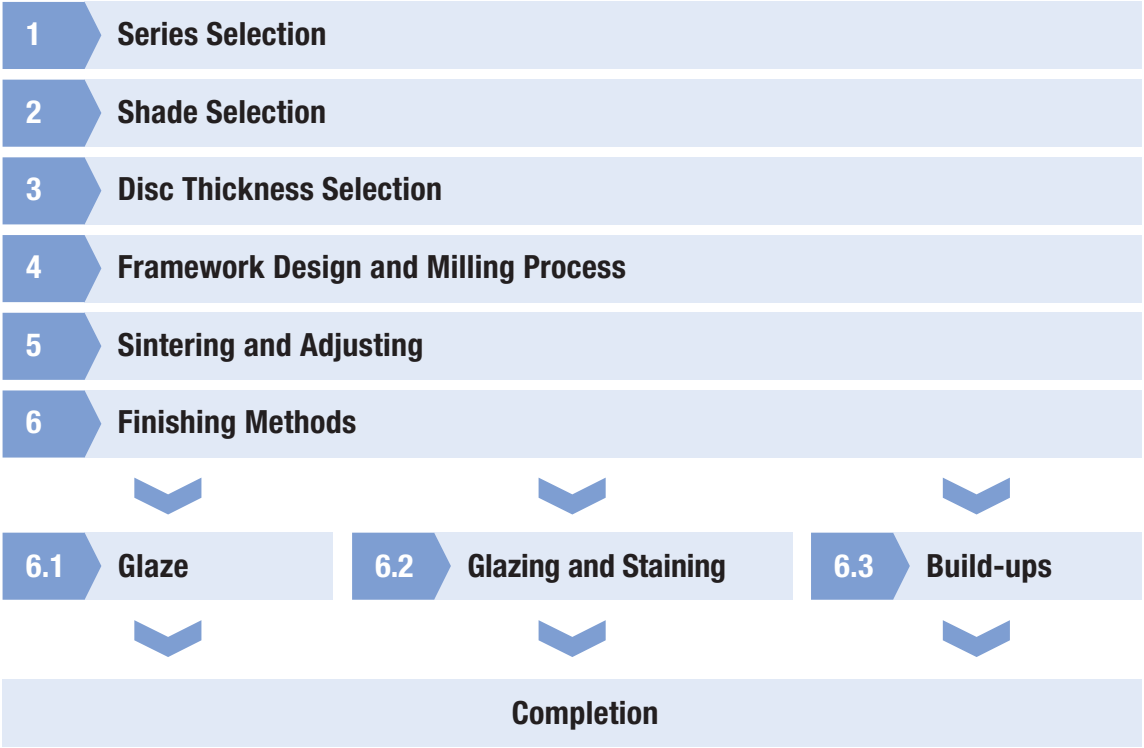 1 Series Selection
2 Shade Selection
3 Disc Thickness Selection
4 Framework Design and Milling Process
5 Sintering and Adjusting
6 Finishing Methods
6.1 Glaze
6.2 Glazing and Staining
6.3 Build-ups
Completion